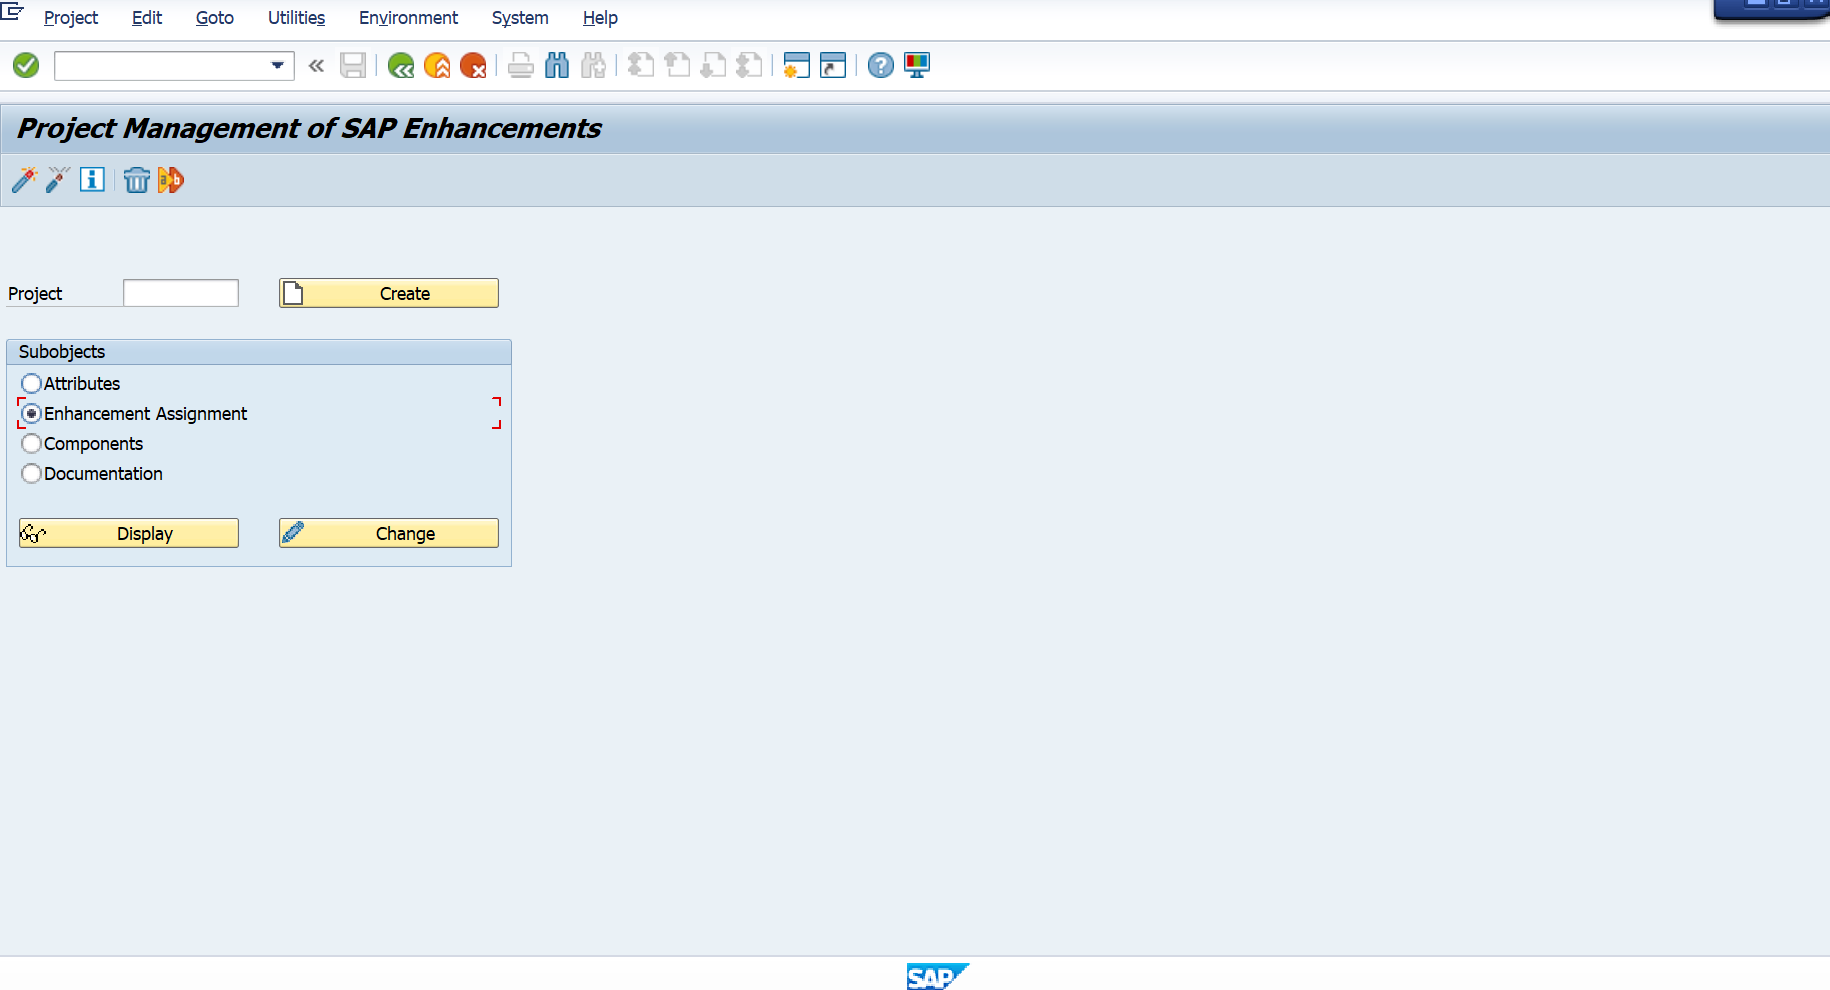 Project Edit Goto Utilities Environment System Help
Project Management of SAP Enhancements
Project Create
Subobjects
Attributes
Enhancement Assignment
Components
Documentation
Display Change
SAP